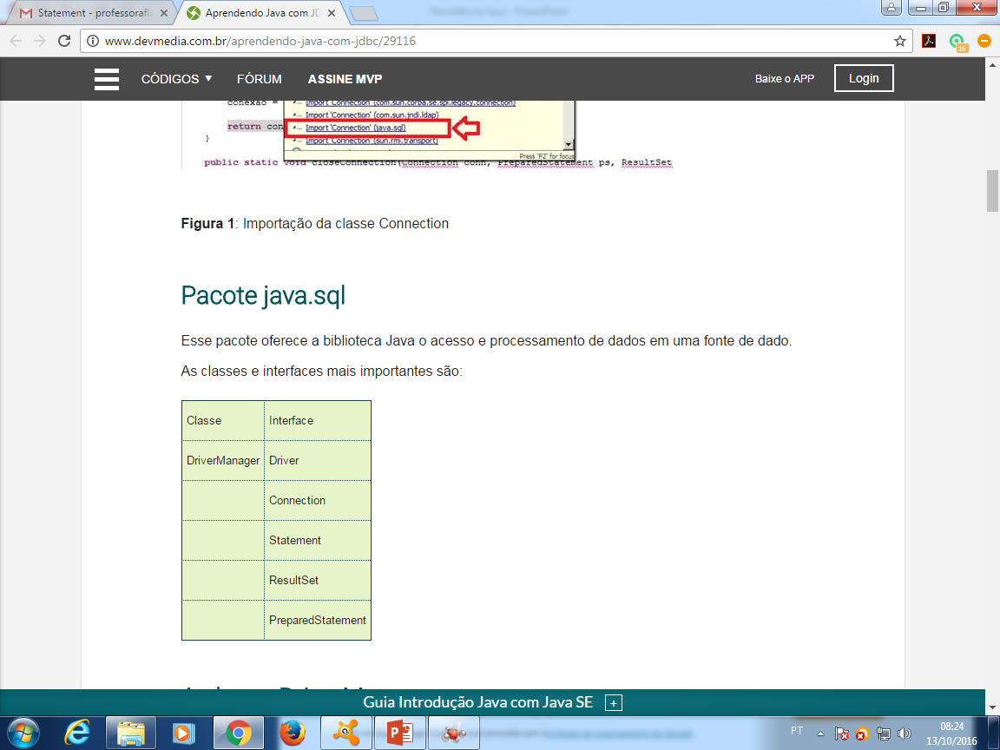 Statement - professorafla
Aprendendo Java com JD
www.devmedia.com.br/aprendendo-java-com-jdbc/29116
16
CÓDIGOS ▼ FÓRUM ASSINE MVP Baixe o APP Login
conexao = Import 'Connection' (com.sun.corba.se.spi.legacy.connection)
Import 'Connection' (com.sun.jndi.ldap)
return con Import 'Connection' (java.sql)
} Import 'Connection' (sun.rmi.transport)
Press 'F2' for focus
public static void closeConnection(Connection conn, PreparedStatement ps, ResultSet
Figura 1: Importação da classe Connection
Pacote java.sql
Esse pacote oferece a biblioteca Java o acesso e processamento de dados em uma fonte de dado.
As classes e interfaces mais importantes são:
Classe Interface
DriverManager Driver
Connection
Statement
ResultSet
PreparedStatement
Guia Introdução Java com Java SE +
PT 08:24
13/10/2016